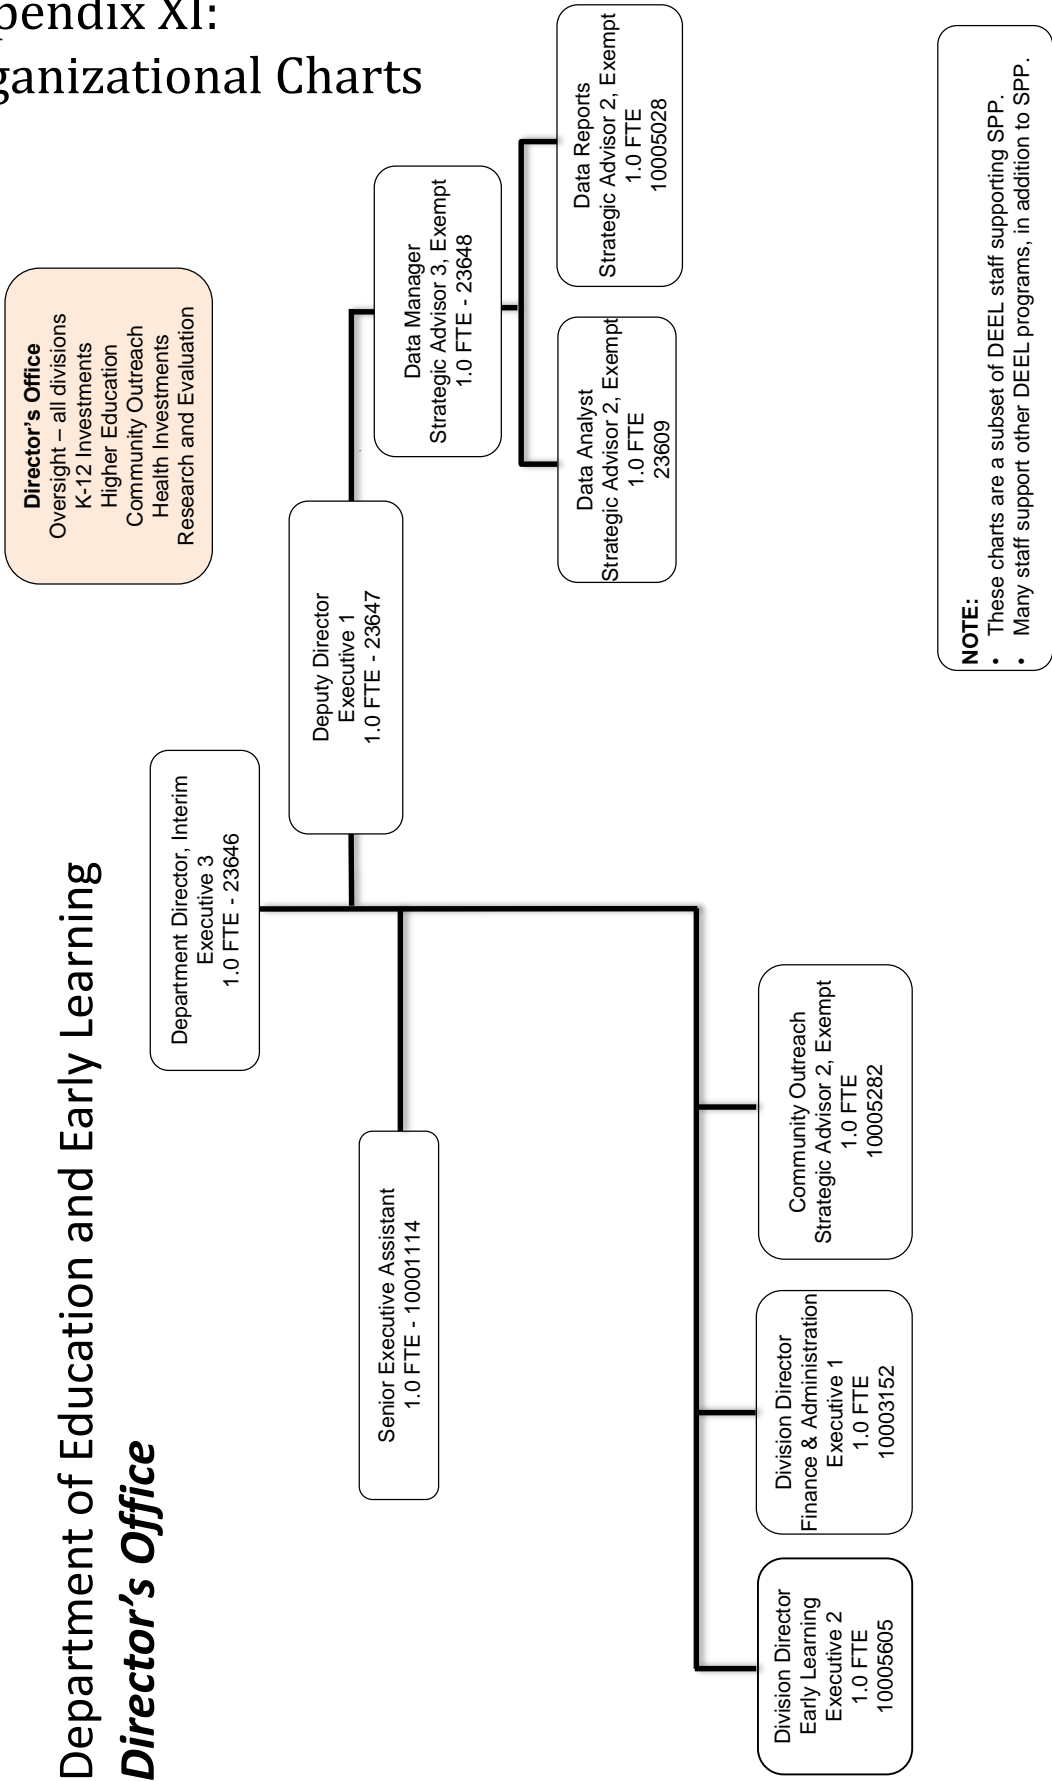 pendix XI:
ganizational Charts
Department of Education and Early Learning
Director's Office
Director's Office
Oversight – all divisions
K-12 Investments
Higher Education
Community Outreach
Health Investments
Research and Evaluation
Department Director, Interim
Executive 3
1.0 FTE - 23646
Deputy Director
Executive 1
1.0 FTE - 23647
Data Manager
Strategic Advisor 3, Exempt
1.0 FTE - 23648
Senior Executive Assistant
1.0 FTE - 10001114
Data Analyst
Strategic Advisor 2, Exempt
1.0 FTE
23609
Data Reports
Strategic Advisor 2, Exempt
1.0 FTE
10005028
Division Director
Early Learning
Executive 2
1.0 FTE
10005605
Division Director
Finance & Administration
Executive 1
1.0 FTE
10003152
Community Outreach
Strategic Advisor 2, Exempt
1.0 FTE
10005282
NOTE:
• These charts are a subset of DEEL staff supporting SPP.
• Many staff support other DEEL programs, in addition to SPP.